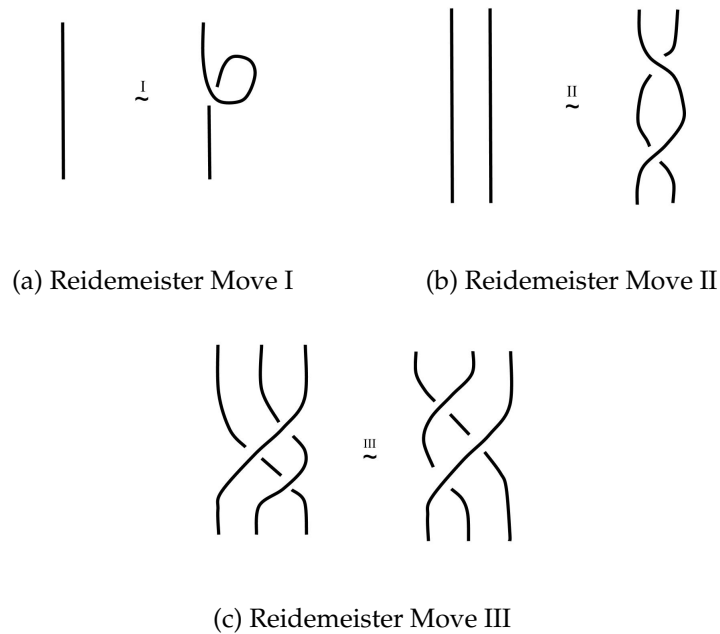 I
~
II
~
(a) Reidemeister Move I
(b) Reidemeister Move II
III
~
(c) Reidemeister Move III